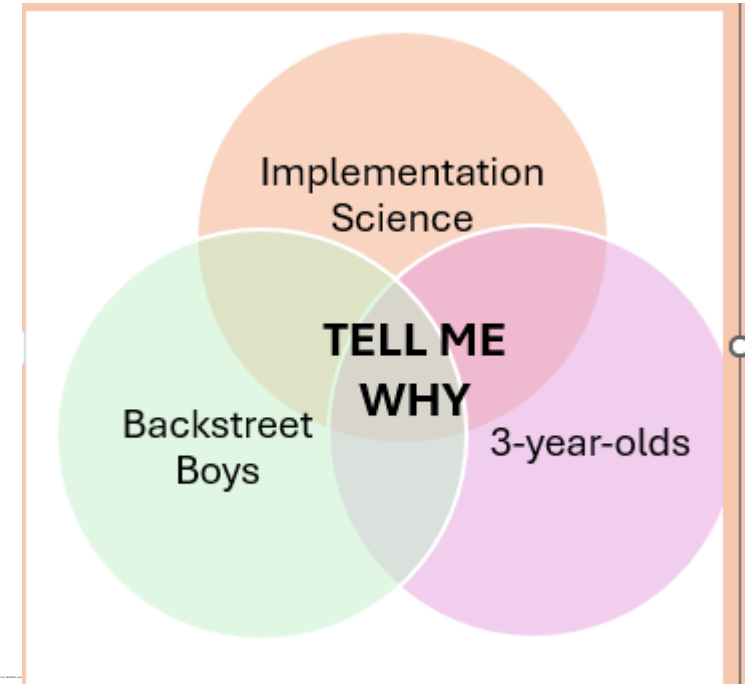 Implementation
Science
TELL ME
WHY
Backstreet
Boys
3-year-olds